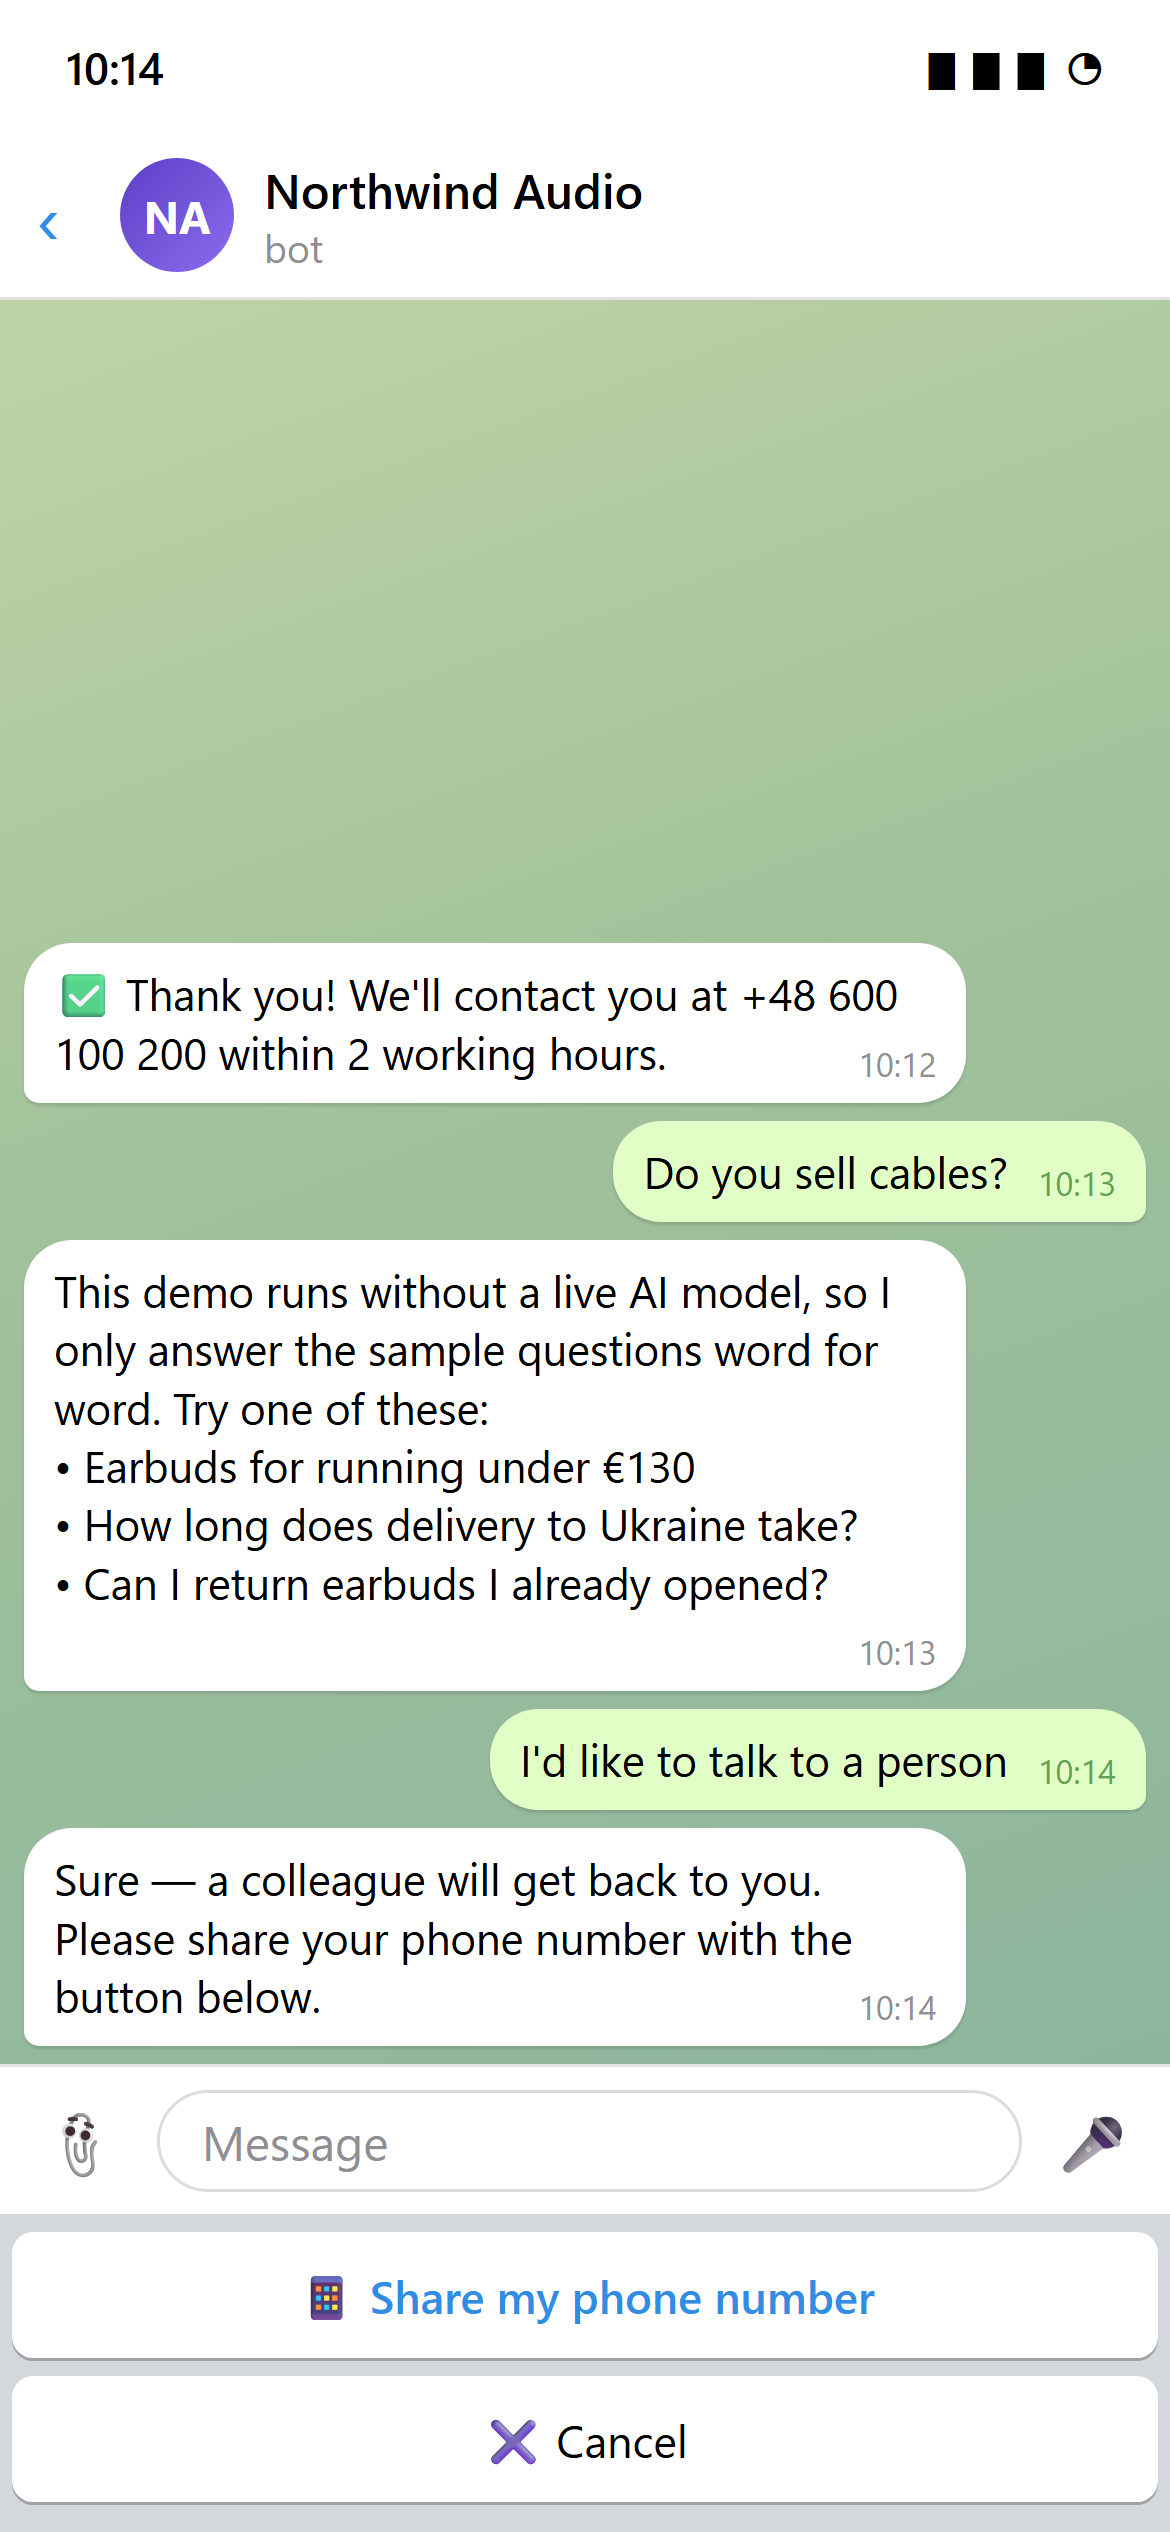 10:14
NA
Northwind Audio
bot
✅ Thank you! We'll contact you at +48 600
100 200 within 2 working hours.
10:12
Do you sell cables?
10:13
This demo runs without a live AI model, so I
only answer the sample questions word for
word. Try one of these:
• Earbuds for running under €130
• How long does delivery to Ukraine take?
• Can I return earbuds I already opened?
10:13
I'd like to talk to a person
10:14
Sure — a colleague will get back to you.
Please share your phone number with the
button below.
10:14
Message
Share my phone number
Cancel